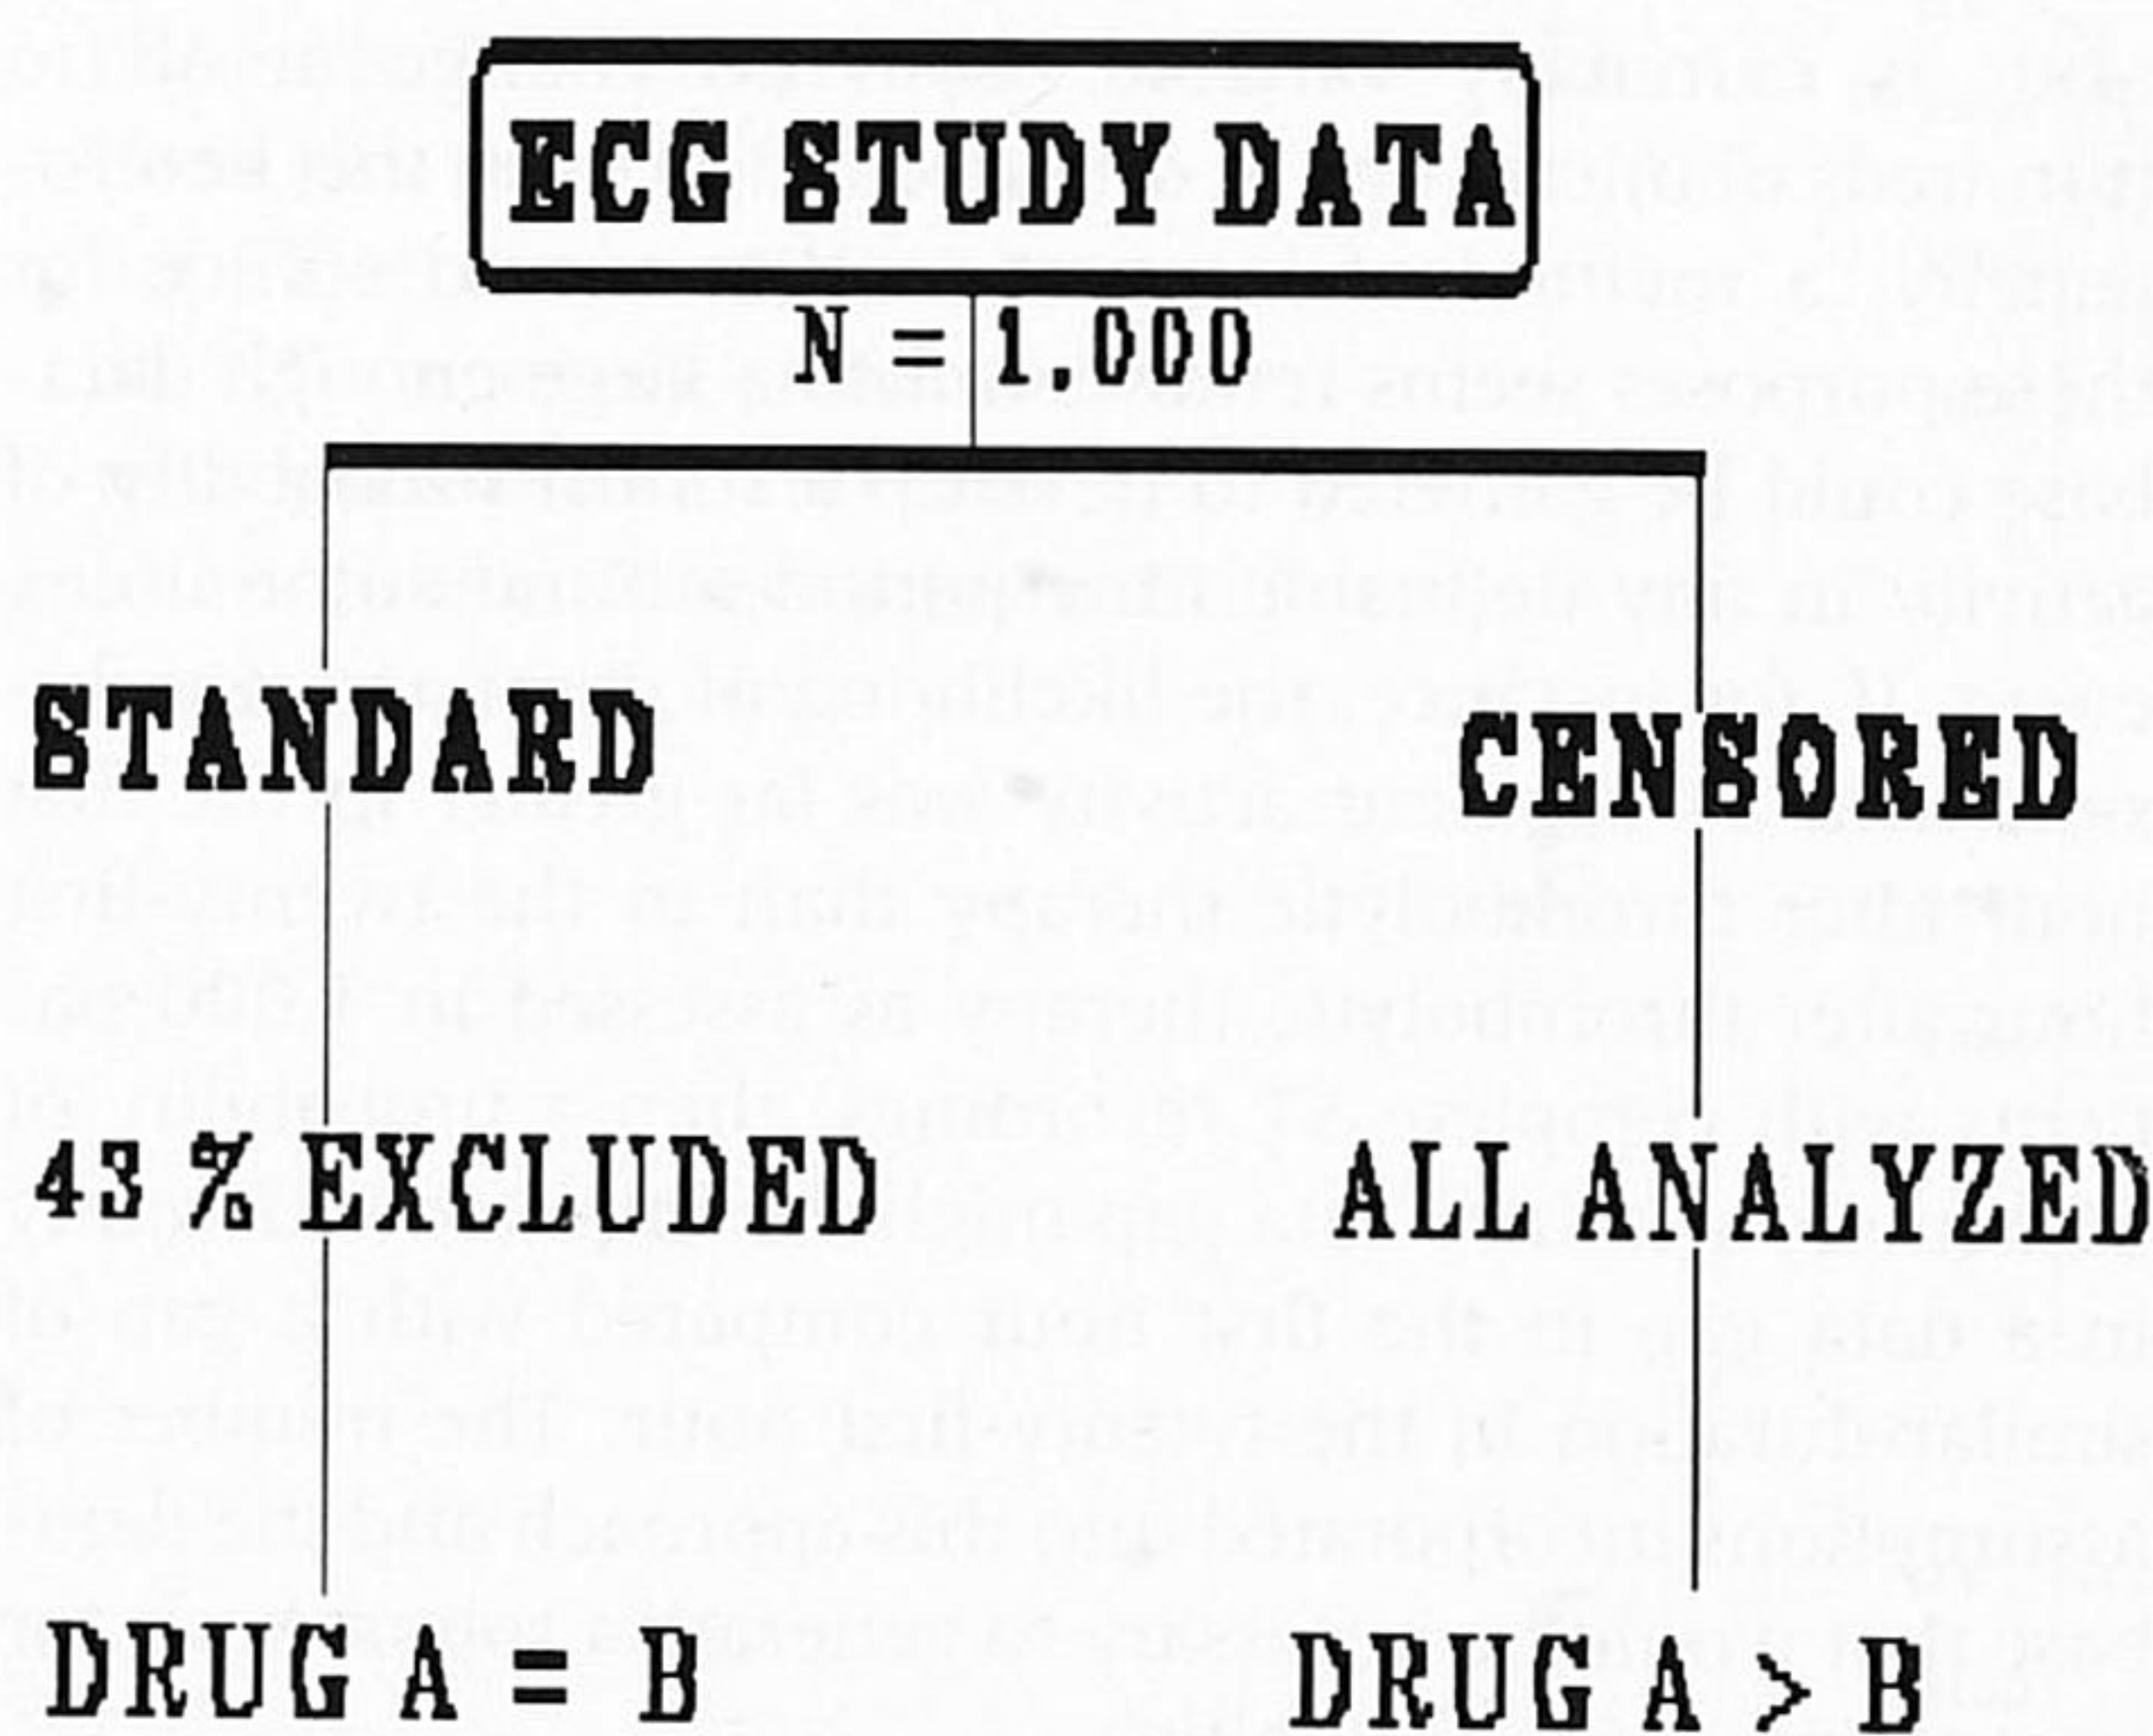 ECG STUDY DATA
N = 1,000
STANDARD
CENSORED
43 % EXCLUDED
ALL ANALYZED
DRUG A = B
DRUG A > B